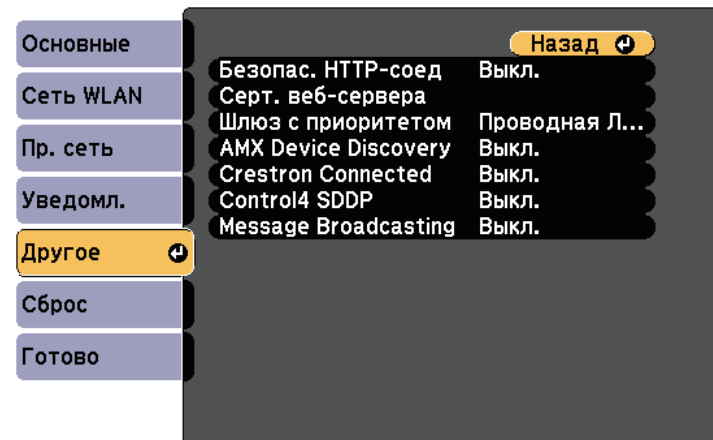 Основные
Сеть WLAN
Пр. сеть
Уведомл.
Другое
Сброс
Готово
Назад
Безопас. HTTP-соед Выкл.
Серт. веб-сервера
Шлюз с приоритетом Проводная Л...
AMX Device Discovery Выкл.
Crestron Connected Выкл.
Control4 SDDP Выкл.
Message Broadcasting Выкл.